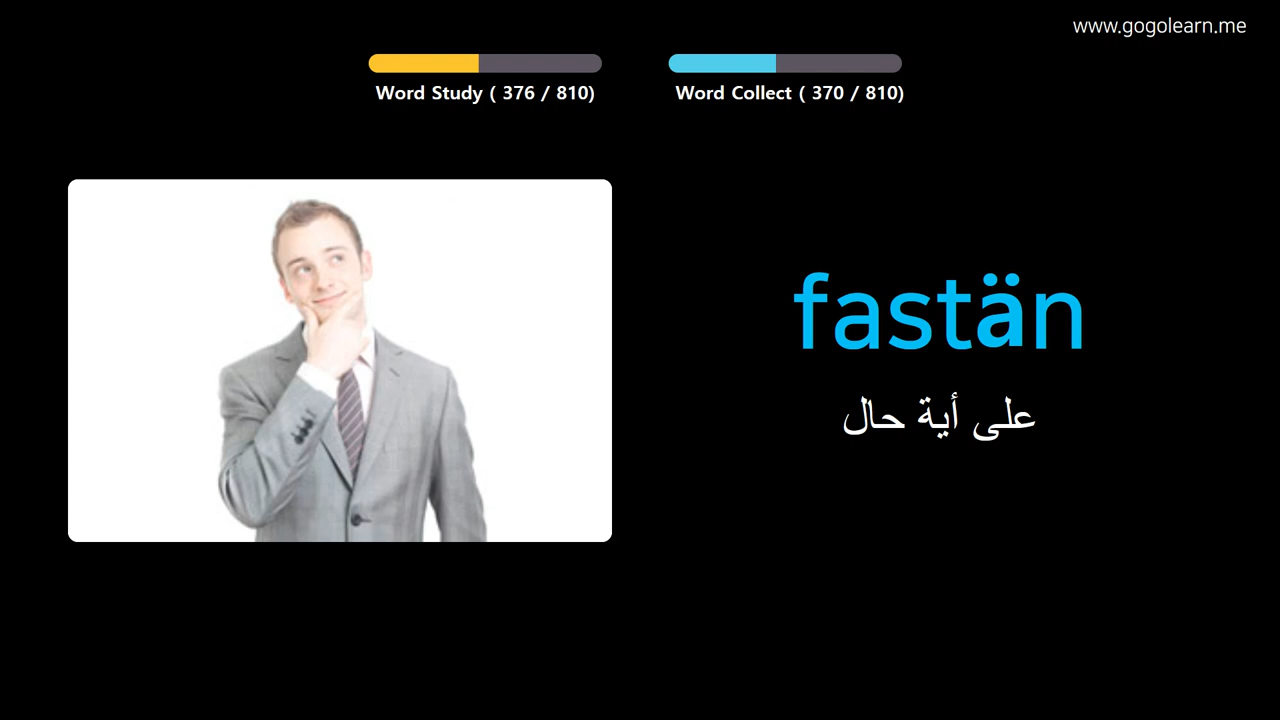 www.gogolearn.me
Word Study ( 376 / 810)
Word Collect ( 370 / 810)
fastän
على أية حال